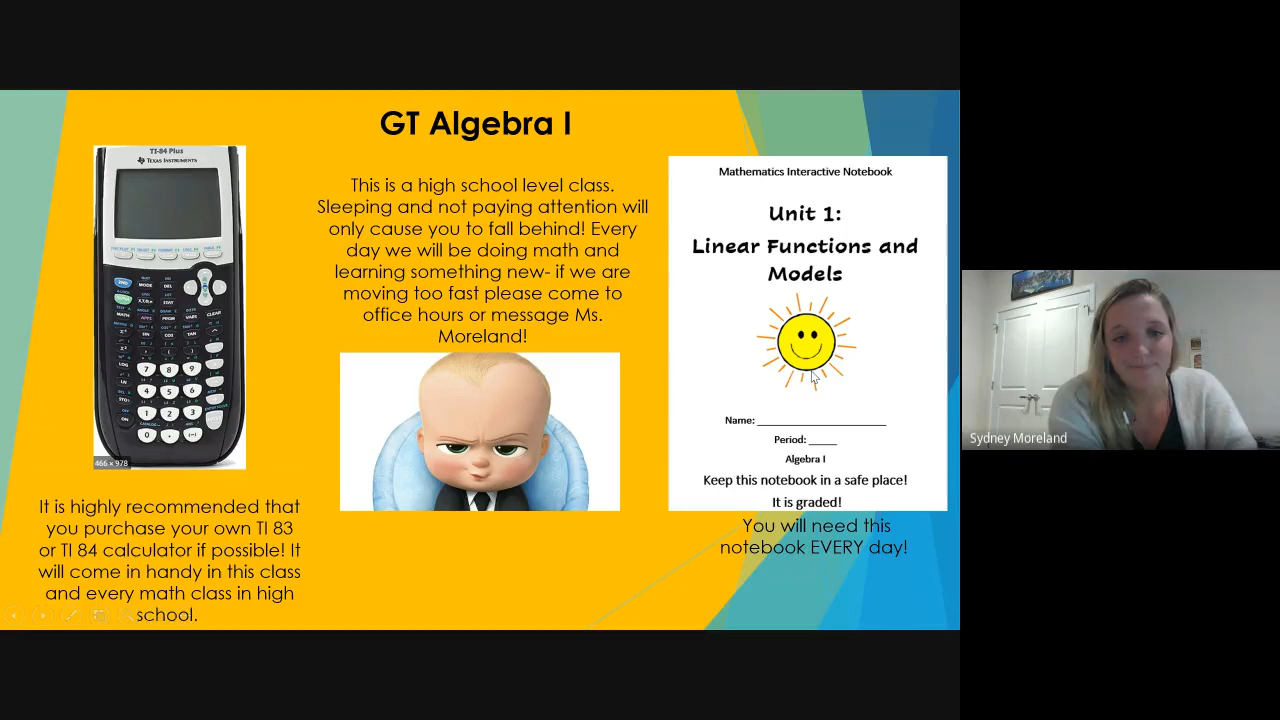 GT Algebra I
TI-84 Plus
TEXAS INSTRUMENTS
466 × 978
It is highly recommended that
you purchase your own TI 83
or TI 84 calculator if possible! It
will come in handy in this class
and every math class in high
school.
This is a high school level class.
Sleeping and not paying attention will
only cause you to fall behind! Every
day we will be doing math and
learning something new- if we are
moving too fast please come to
office hours or message Ms.
Moreland!
Mathematics Interactive Notebook
Unit 1:
Linear Functions and
Models
Name: ________________________
Period: _____
Algebra I
Keep this notebook in a safe place!
It is graded!
You will need this
notebook EVERY day!
Sydney Moreland